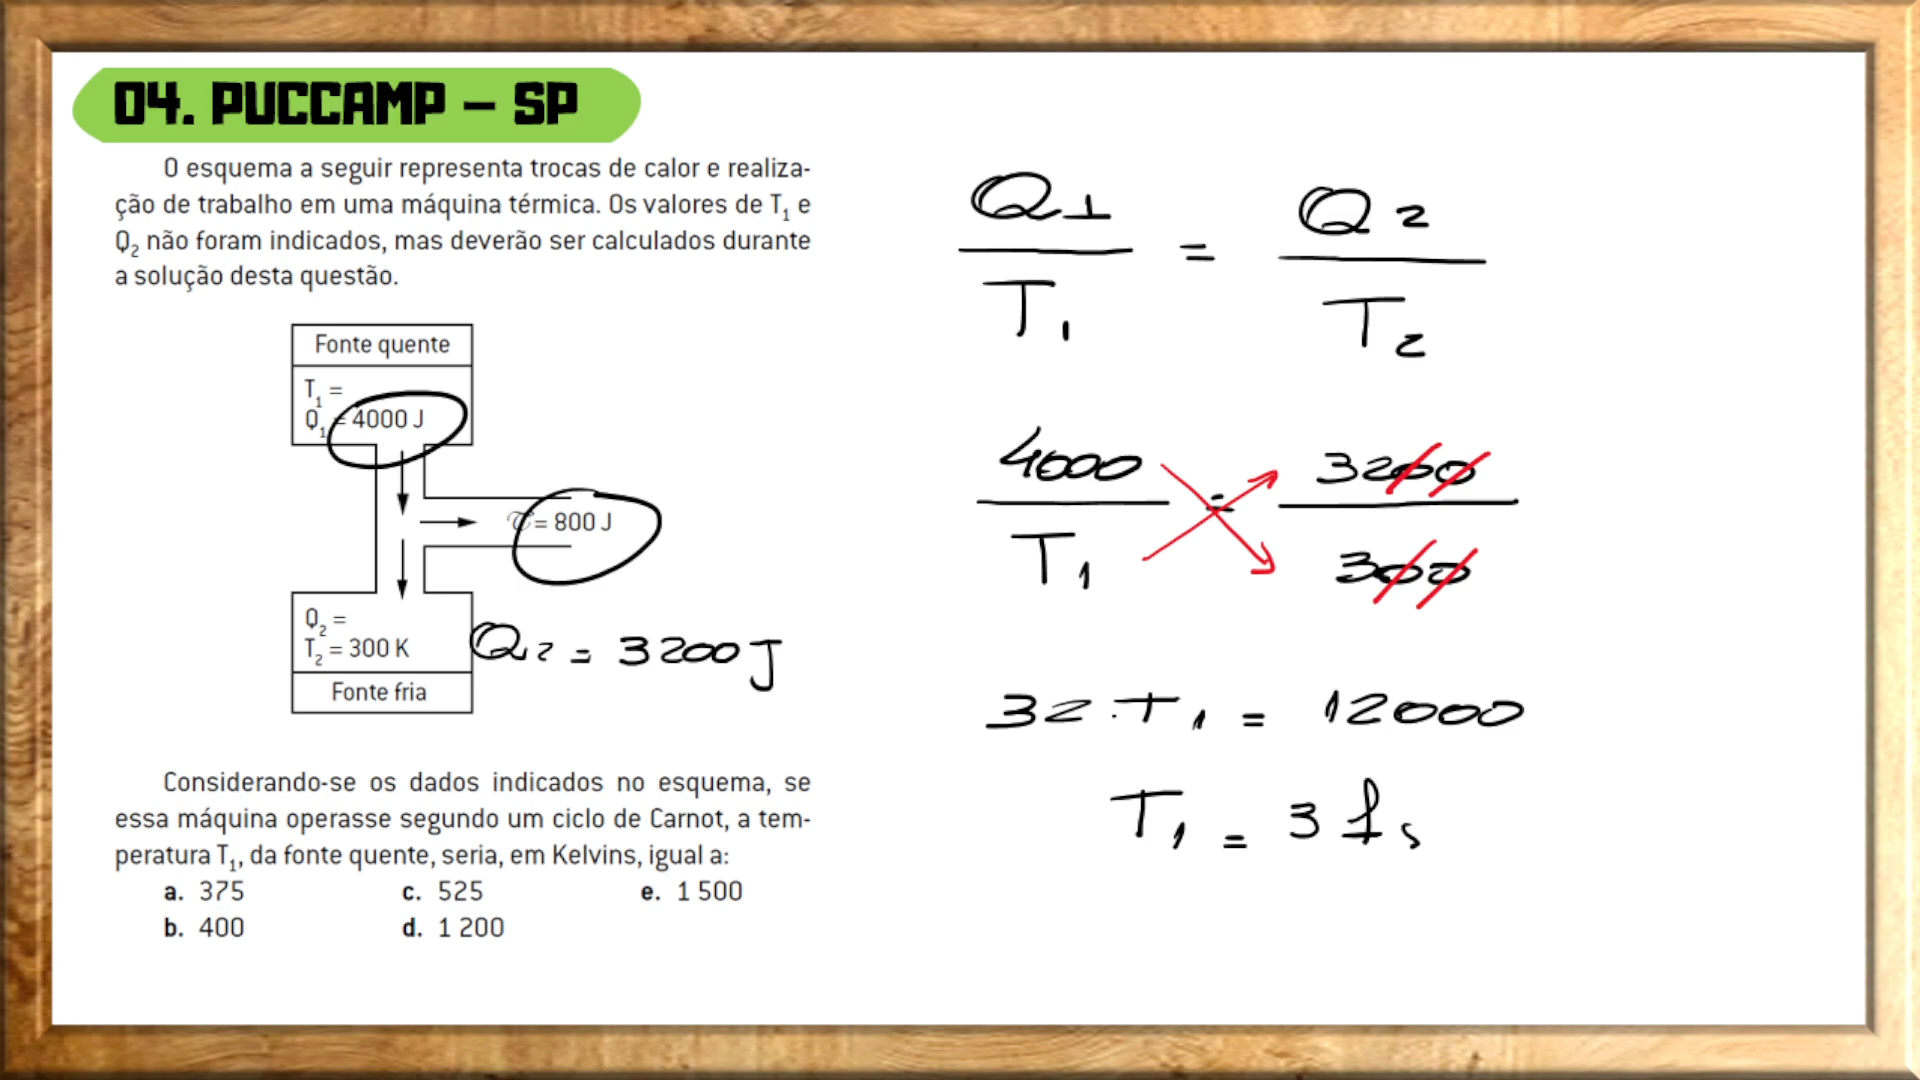 04. PUCCAMP – SP
O esquema a seguir representa trocas de calor e realiza-
ção de trabalho em uma máquina térmica. Os valores de T₁ e
Q₂ não foram indicados, mas deverão ser calculados durante
a solução desta questão.
Fonte quente
T₁ =
Q₁ = 4000 J
𝒯 = 800 J
Q₂ =
T₂ = 300 K
Fonte fria
Q₂ = 3200 J
Considerando-se os dados indicados no esquema, se
essa máquina operasse segundo um ciclo de Carnot, a tem-
peratura T₁, da fonte quente, seria, em Kelvins, igual a:
a. 375
c. 525
e. 1 500
b. 400
d. 1 200
Q1 = Q2
T₁ T₂
4000 = 3200
T₁ 300
32 . T₁ = 12000
T₁ = 3